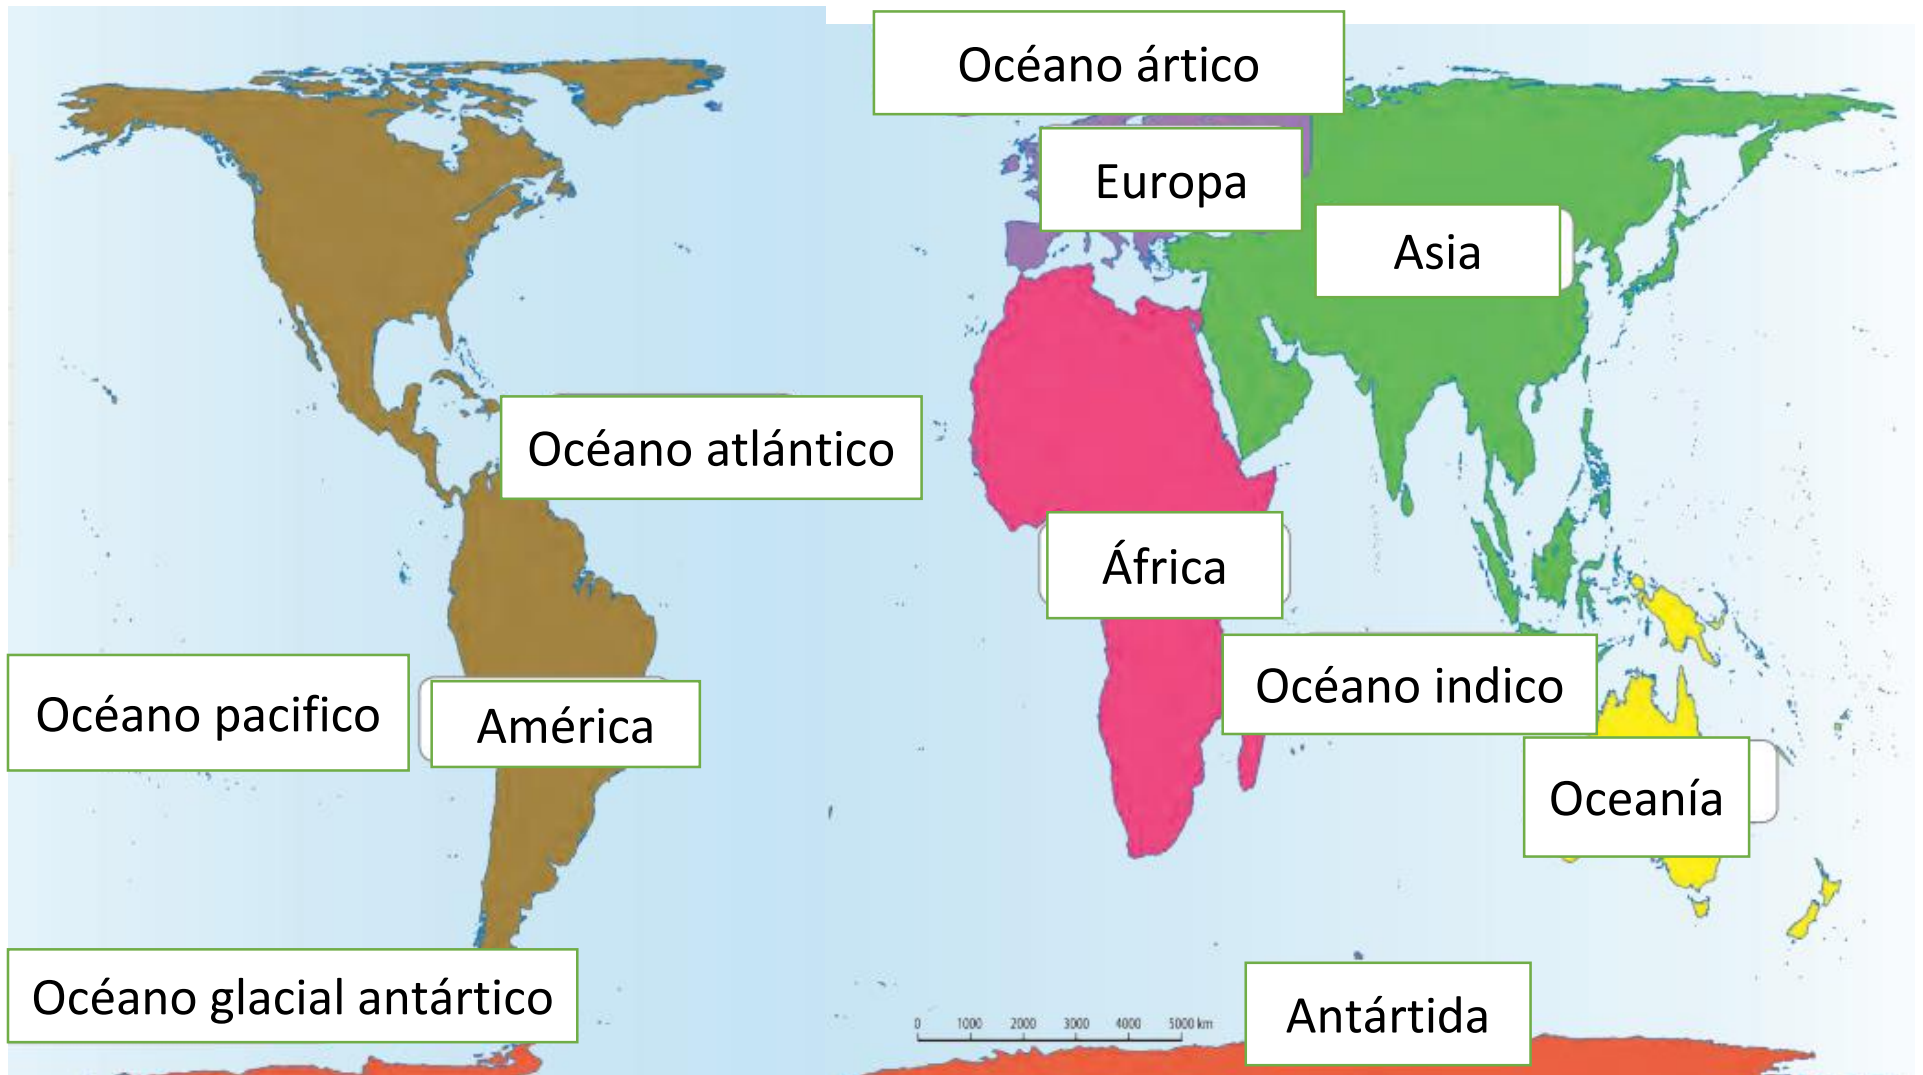 Océano ártico
Europa
Asia
Océano atlántico
África
Océano indico
Océano pacifico
América
Oceanía
Océano glacial antártico
Antártida
0 1000 2000 3000 4000 5000 km